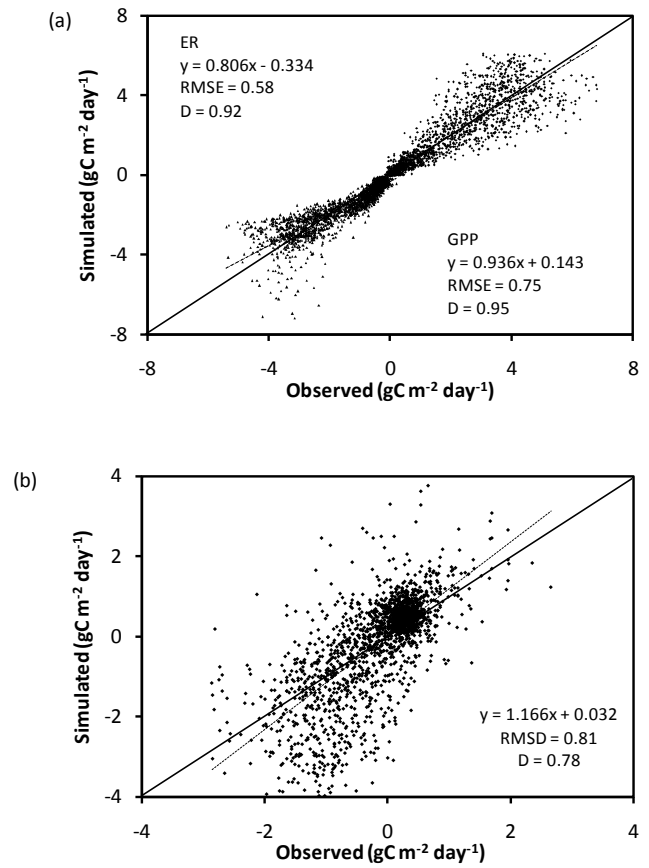 (a)
ER
y = 0.806x - 0.334
RMSE = 0.58
D = 0.92
GPP
y = 0.936x + 0.143
RMSE = 0.75
D = 0.95
8
4
0
-4
-8
-8 -4 0 4 8
Simulated (gC m⁻² day⁻¹)
Observed (gC m⁻² day⁻¹)
(b)
4
2
0
-2
-4
y = 1.166x + 0.032
RMSD = 0.81
D = 0.78
-4 -2 0 2 4
Simulated (gC m⁻² day⁻¹)
Observed (gC m⁻² day⁻¹)